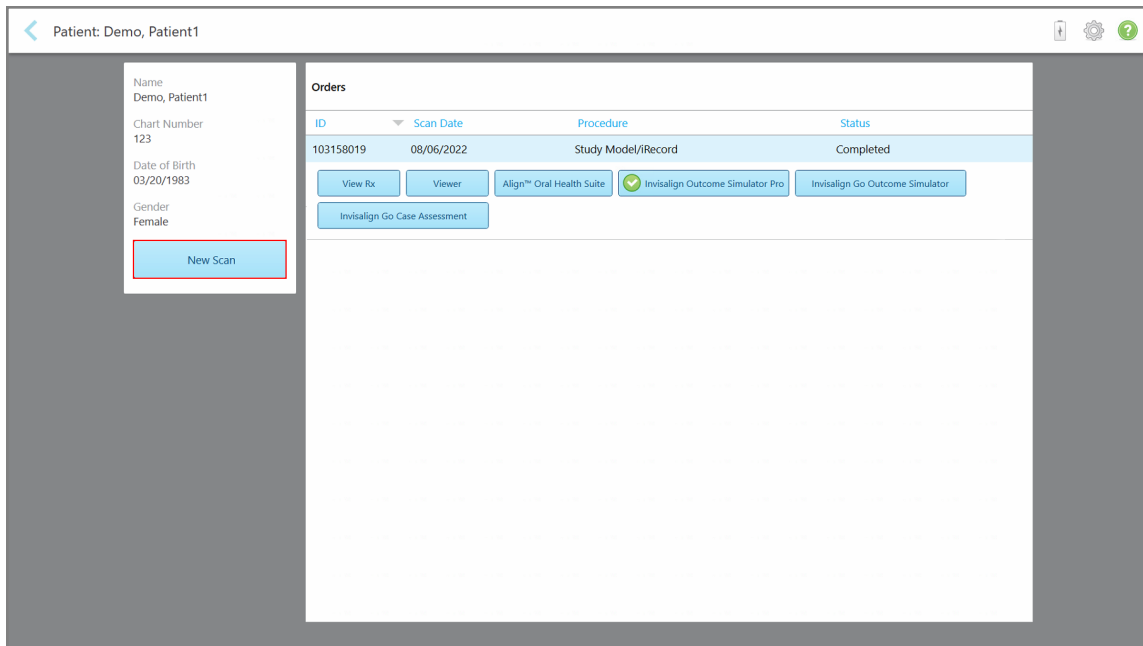 Patient: Demo, Patient1
Name
Demo, Patient1
Chart Number
123
Date of Birth
03/20/1983
Gender
Female
New Scan
Orders
ID Scan Date Procedure Status
103158019 08/06/2022 Study Model/iRecord Completed
View Rx Viewer Align™ Oral Health Suite Invisalign Outcome Simulator Pro Invisalign Go Outcome Simulator
Invisalign Go Case Assessment
?